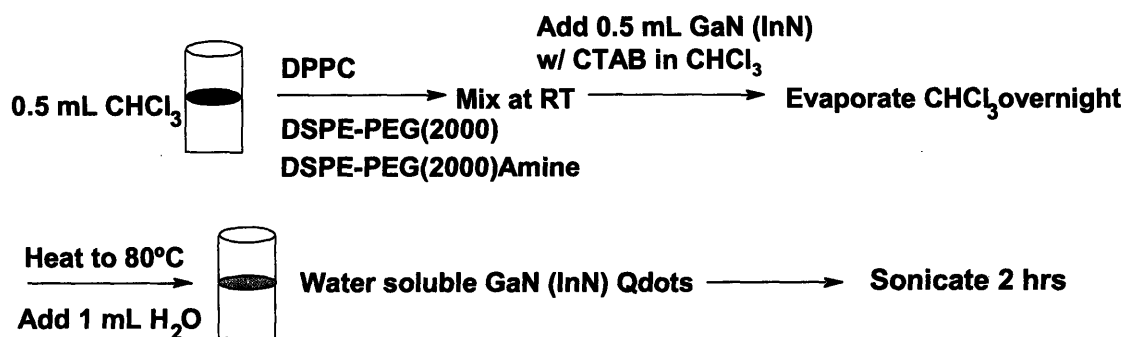 Add 0.5 mL GaN (InN)
w/ CTAB in CHCl3
DPPC
0.5 mL CHCl3
Mix at RT
Evaporate CHCl3overnight
DSPE-PEG(2000)
DSPE-PEG(2000)Amine
Heat to 80ºC
Water soluble GaN (InN) Qdots
Sonicate 2 hrs
Add 1 mL H2O